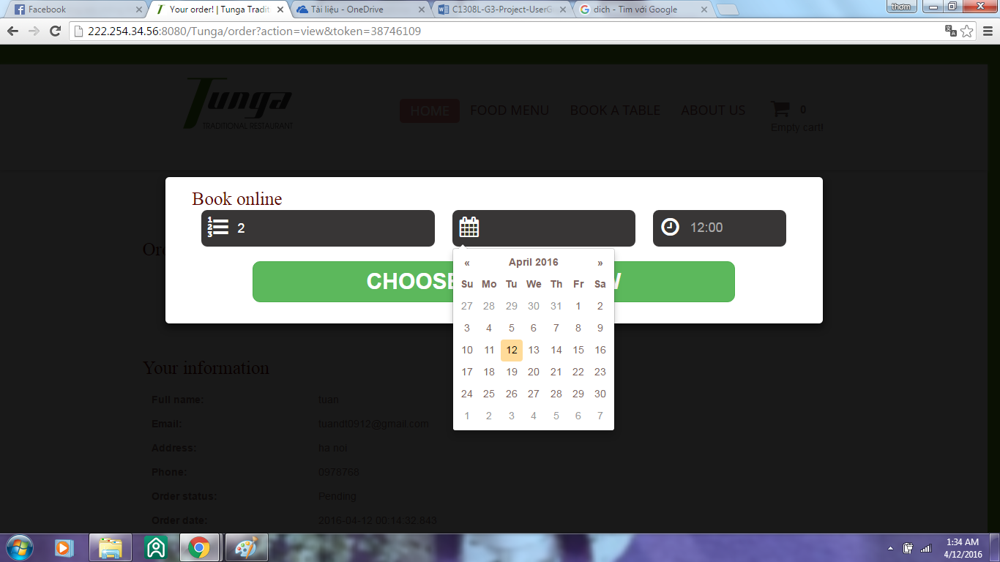 Facebook
Your order! | Tunga Tradit
Tài liệu - OneDrive
C1308L-G3-Project-UserG
dich - Tìm với Google
thơm
222.254.34.56:8080/Tunga/order?action=view&token=38746109
Tunga
TRADITIONAL RESTAURANT
HOME
FOOD MENU
BOOK A TABLE
ABOUT US
0
Empty cart!
Book online
2
12:00
Or
CHOOSE
W
« April 2016 »
Su Mo Tu We Th Fr Sa
27 28 29 30 31 1 2
3 4 5 6 7 8 9
10 11 12 13 14 15 16
17 18 19 20 21 22 23
24 25 26 27 28 29 30
1 2 3 4 5 6 7
Your information
Full name: tuan
Email: tuandt0912@gmail.com
Address: ha noi
Phone: 0978768
Order status: Pending
Order date: 2016-04-12 00:14:32.843
1:34 AM
4/12/2016